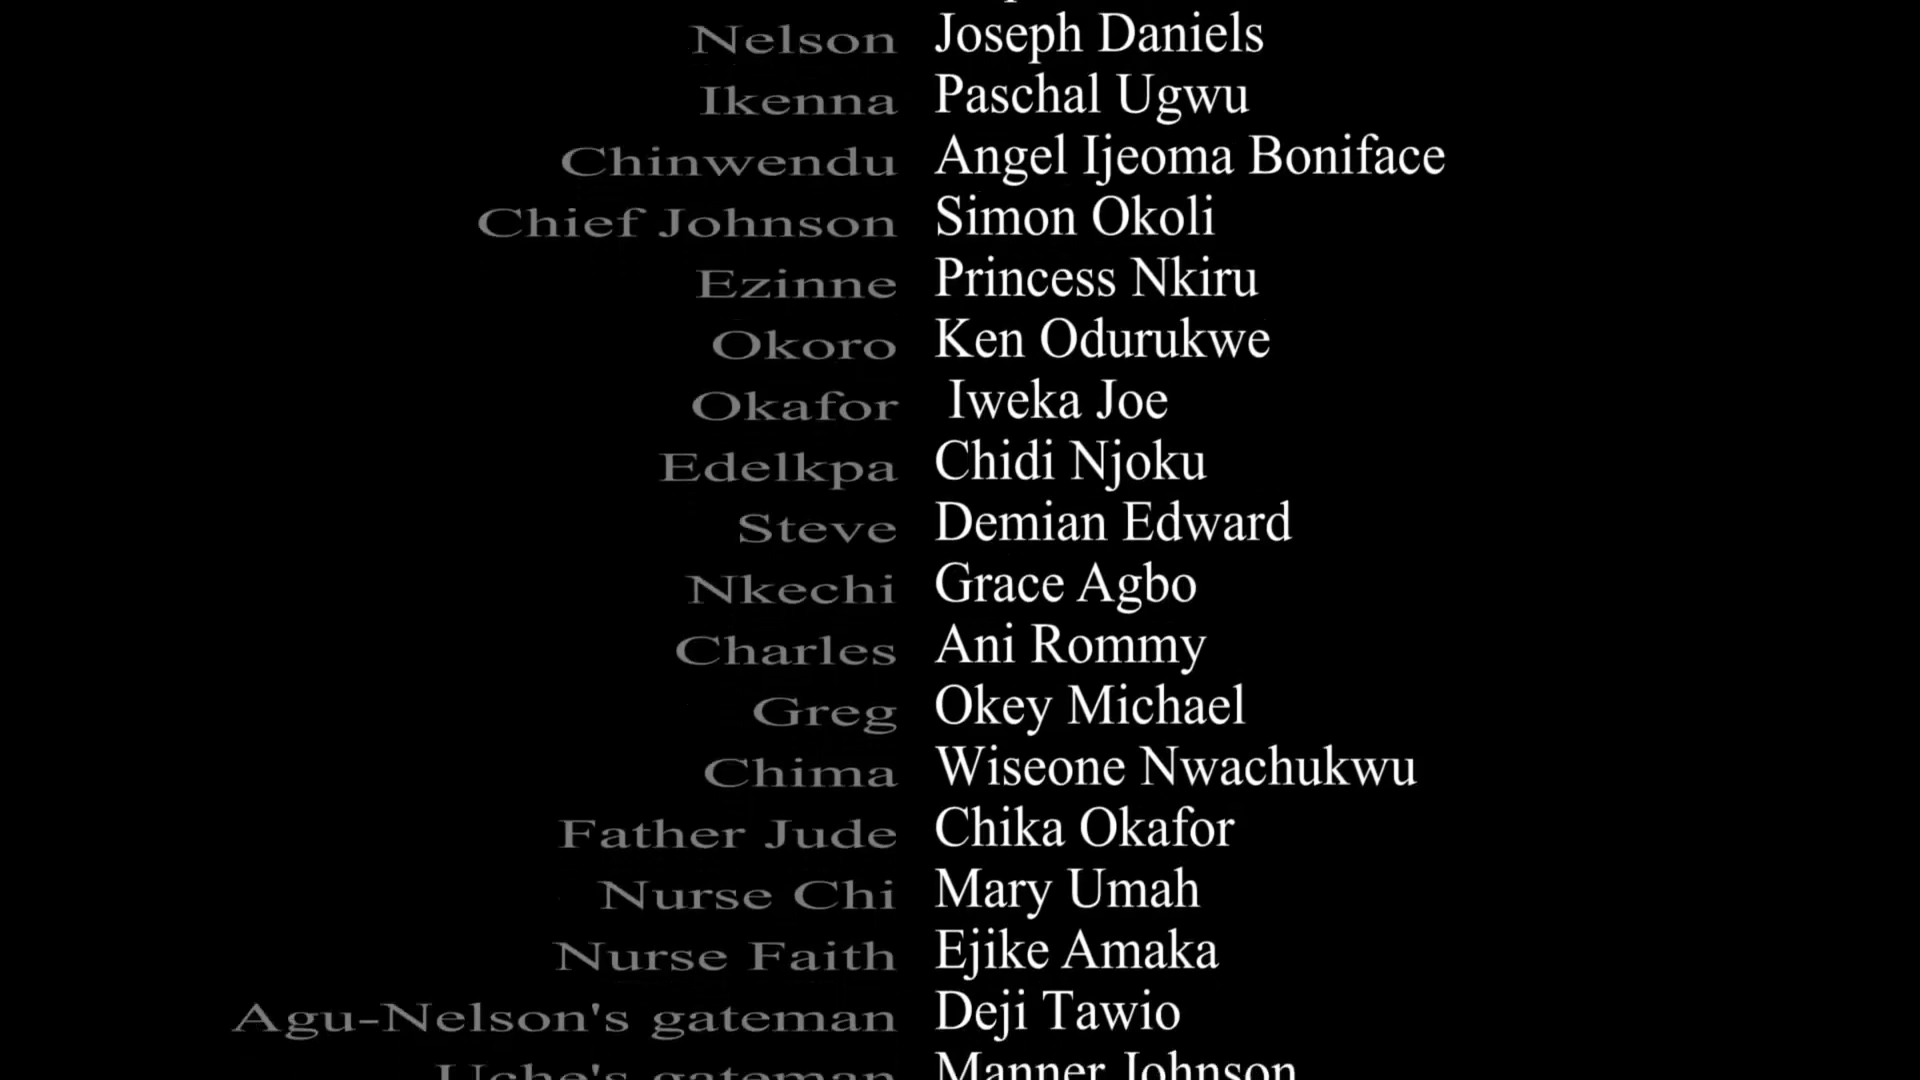 Nelson Joseph Daniels
Ikenna Paschal Ugwu
Chinwendu Angel Ijeoma Boniface
Chief Johnson Simon Okoli
Ezinne Princess Nkiru
Okoro Ken Odurukwe
Okafor Iweka Joe
Edelkpa Chidi Njoku
Steve Demian Edward
Nkechi Grace Agbo
Charles Ani Rommy
Greg Okey Michael
Chima Wiseone Nwachukwu
Father Jude Chika Okafor
Nurse Chi Mary Umah
Nurse Faith Ejike Amaka
Agu-Nelson's gateman Deji Tawio
Uche's gateman Manner Johnson